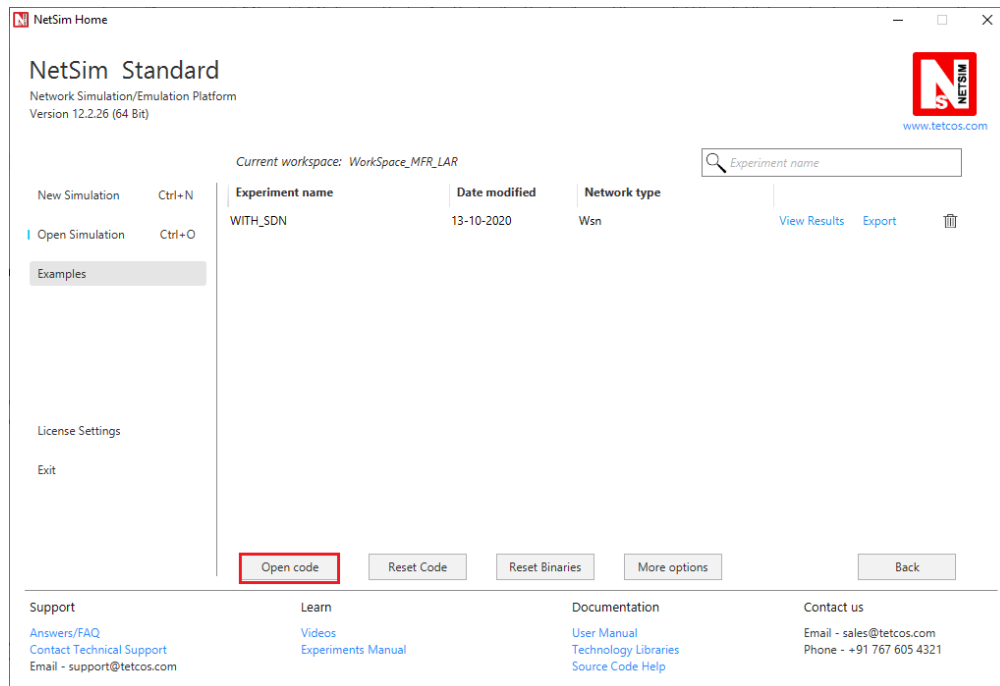 NetSim Home
NetSim Standard
Network Simulation/Emulation Platform
Version 12.2.26 (64 Bit)
NS
NETSIM
www.tetcos.com
Current workspace: WorkSpace_MFR_LAR
Experiment name
New Simulation Ctrl+N
Open Simulation Ctrl+O
Examples
License Settings
Exit
Experiment name Date modified Network type
WITH_SDN 13-10-2020 Wsn View Results Export
Open code Reset Code Reset Binaries More options Back
Support
Answers/FAQ
Contact Technical Support
Email - support@tetcos.com
Learn
Videos
Experiments Manual
Documentation
User Manual
Technology Libraries
Source Code Help
Contact us
Email - sales@tetcos.com
Phone - +91 767 605 4321